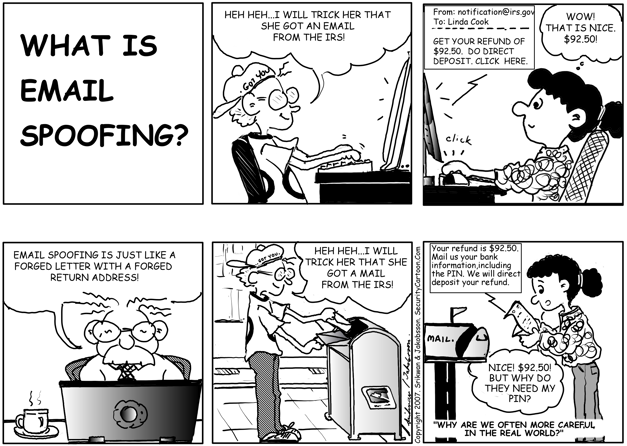 WHAT IS
EMAIL
SPOOFING?
HEH HEH...I WILL TRICK HER THAT
SHE GOT AN EMAIL
FROM THE IRS!
GOT YOU
From: notification@irs.gov
To: Linda Cook
GET YOUR REFUND OF
$92.50. DO DIRECT
DEPOSIT. CLICK HERE.
WOW!
THAT IS NICE.
$92.50!
click
EMAIL SPOOFING IS JUST LIKE A
FORGED LETTER WITH A FORGED
RETURN ADDRESS!
HEH HEH...I WILL
TRICK HER THAT SHE
GOT A MAIL
FROM THE IRS!
GOT YOU!
Copyright 2007. Srikwan & Jakobsson. SecurityCartoon.Com
Your refund is $92.50.
Mail us your bank
information,including
the PIN. We will direct
deposit your refund.
MAIL.
NICE! $92.50!
BUT WHY DO
THEY NEED MY
PIN?
"WHY ARE WE OFTEN MORE CAREFUL
IN THE REAL WORLD?"